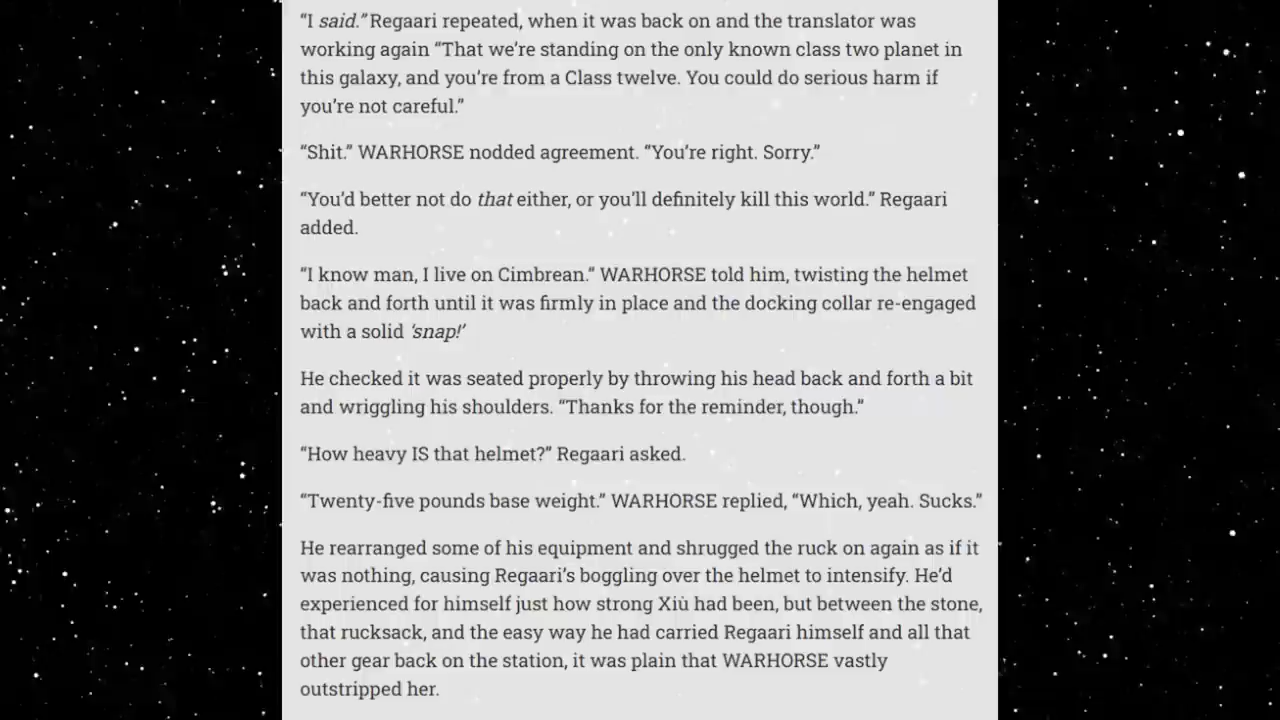 “I said.” Regaari repeated, when it was back on and the translator was
working again “That we’re standing on the only known class two planet in
this galaxy, and you’re from a Class twelve. You could do serious harm if
you’re not careful.”
“Shit.” WARHORSE nodded agreement. “You’re right. Sorry.”
“You’d better not do that either, or you’ll definitely kill this world.” Regaari
added.
“I know man, I live on Cimbrean.” WARHORSE told him, twisting the helmet
back and forth until it was firmly in place and the docking collar re-engaged
with a solid ‘snap!’
He checked it was seated properly by throwing his head back and forth a bit
and wriggling his shoulders. “Thanks for the reminder, though.”
“How heavy IS that helmet?” Regaari asked.
“Twenty-five pounds base weight.” WARHORSE replied, “Which, yeah. Sucks.”
He rearranged some of his equipment and shrugged the ruck on again as if it
was nothing, causing Regaari’s boggling over the helmet to intensify. He’d
experienced for himself just how strong Xiù had been, but between the stone,
that rucksack, and the easy way he had carried Regaari himself and all that
other gear back on the station, it was plain that WARHORSE vastly
outstripped her.